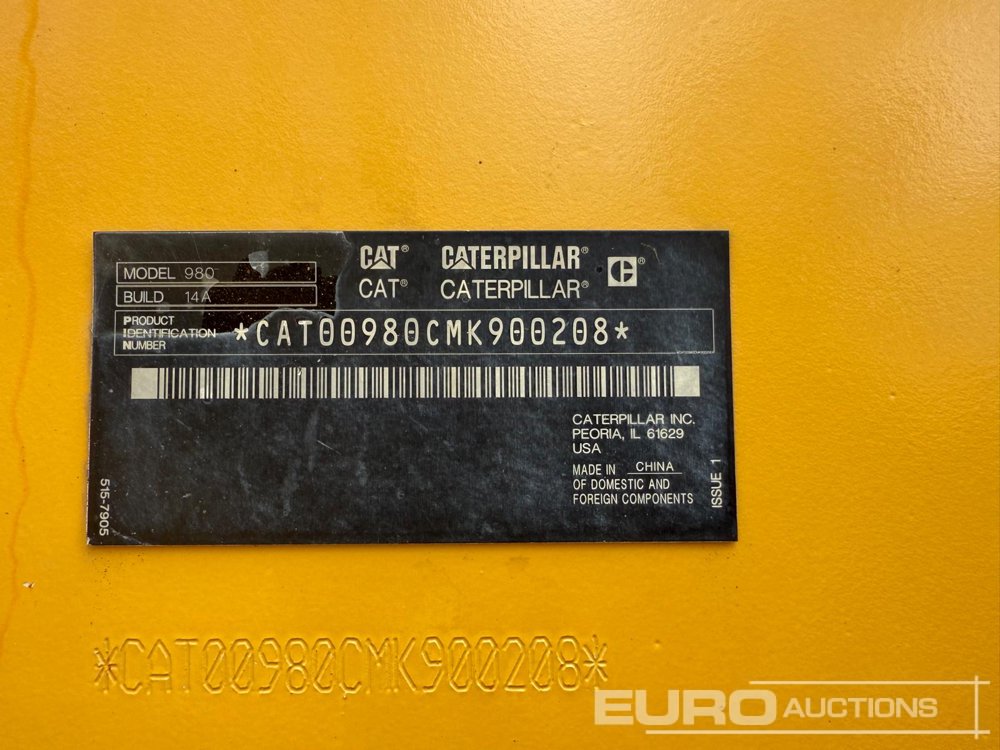 CAT® CATERPILLAR®
CAT® CATERPILLAR®
C®
MODEL 980
BUILD 14A
PRODUCT
IDENTIFICATION
NUMBER
*CAT00980CMK900208*
CATERPILLAR INC.
PEORIA, IL 61629
USA
MADE IN CHINA
OF DOMESTIC AND
FOREIGN COMPONENTS
515-7905
ISSUE 1
*CAT00980CMK900208*
EURO AUCTIONS